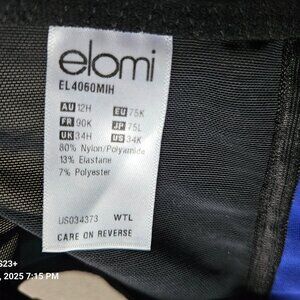 elomi
EL4060MIH
AU 12H EU 75K
FR 90K JP 75L
UK 34H US 34K
80% Nylon/Polyamide
13% Elastane
7% Polyester
US034373 WTL
CARE ON REVERSE
S23+
, 2025 7:15 PM